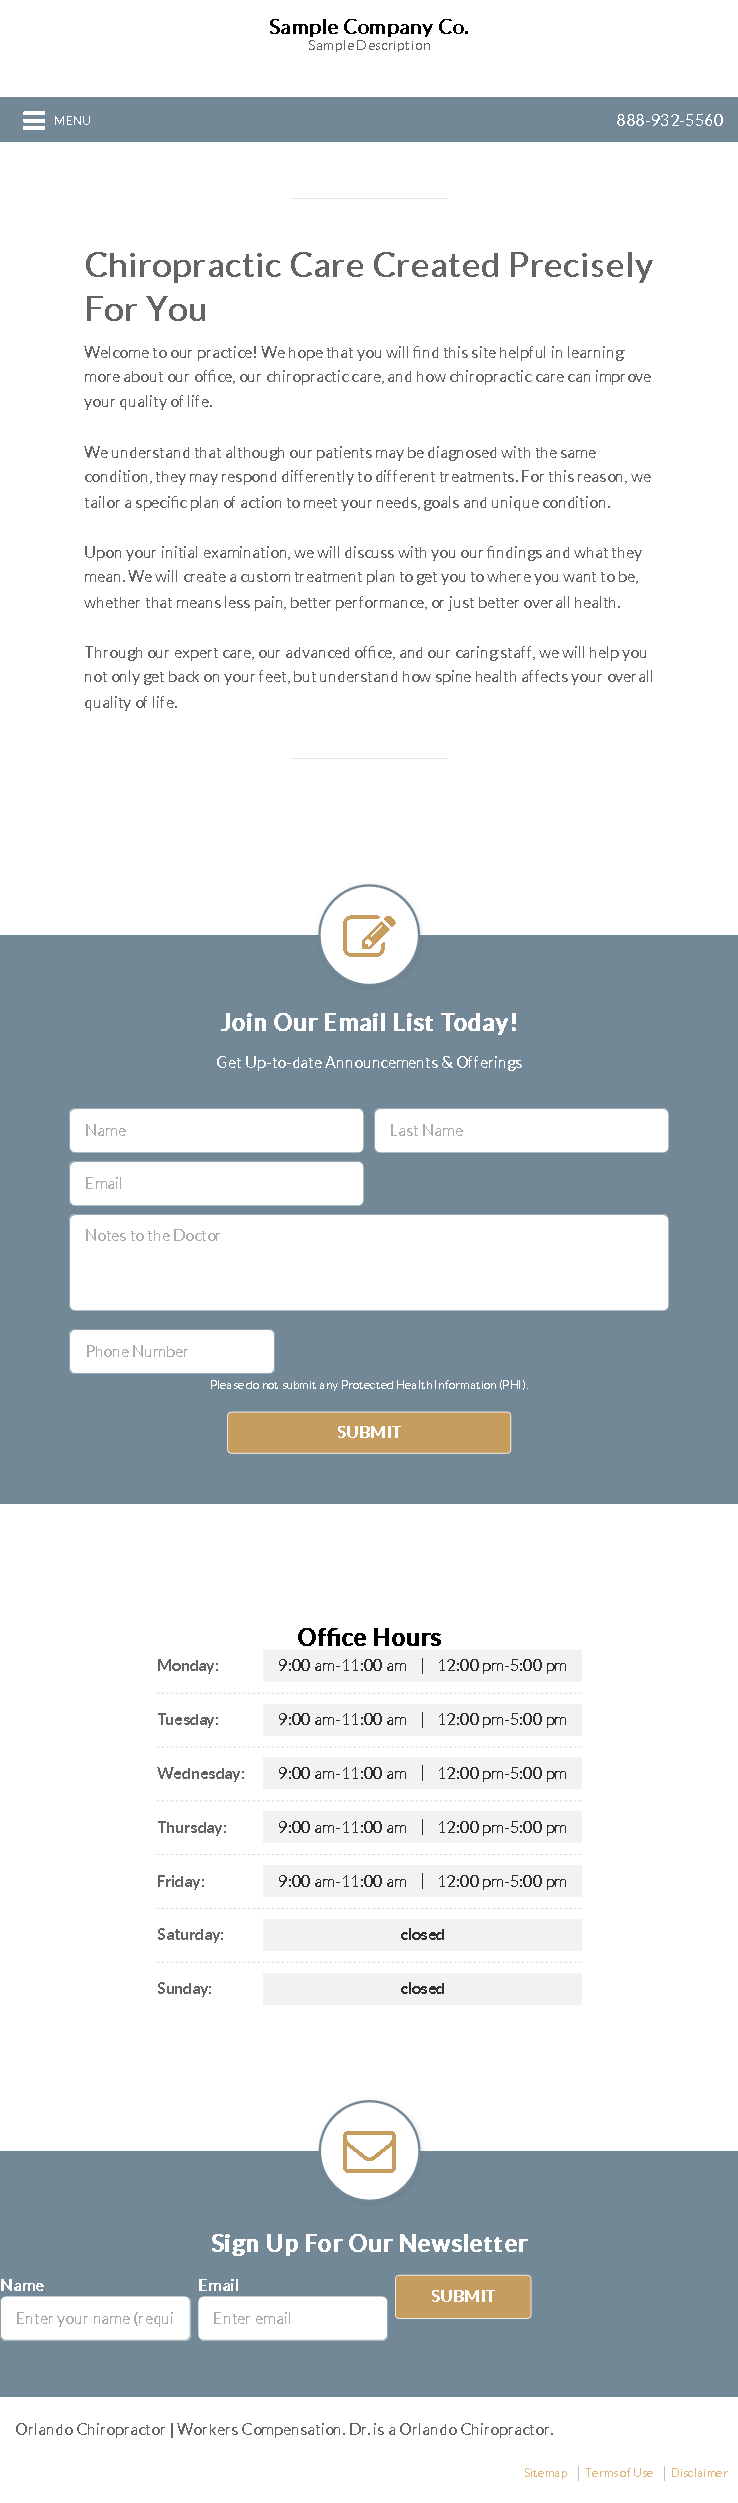 Sample Company Co.
Sample Description
MENU
888-932-5560
Chiropractic Care Created Precisely
For You
Welcome to our practice! We hope that you will find this site helpful in learning
more about our office, our chiropractic care, and how chiropractic care can improve
your quality of life.
We understand that although our patients may be diagnosed with the same
condition, they may respond differently to different treatments. For this reason, we
tailor a specific plan of action to meet your needs, goals and unique condition.
Upon your initial examination, we will discuss with you our findings and what they
mean. We will create a custom treatment plan to get you to where you want to be,
whether that means less pain, better performance, or just better overall health.
Through our expert care, our advanced office, and our caring staff, we will help you
not only get back on your feet, but understand how spine health affects your overall
quality of life.
Join Our Email List Today!
Get Up-to-date Announcements & Offerings
Name
Last Name
Email
Notes to the Doctor
Phone Number
Please do not submit any Protected Health Information (PHI).
SUBMIT
Office Hours
Monday: 9:00 am-11:00 am | 12:00 pm-5:00 pm
Tuesday: 9:00 am-11:00 am | 12:00 pm-5:00 pm
Wednesday: 9:00 am-11:00 am | 12:00 pm-5:00 pm
Thursday: 9:00 am-11:00 am | 12:00 pm-5:00 pm
Friday: 9:00 am-11:00 am | 12:00 pm-5:00 pm
Saturday: closed
Sunday: closed
Sign Up For Our Newsletter
Name
Email
Enter your name (requi
Enter email
SUBMIT
Orlando Chiropractor | Workers Compensation. Dr. is a Orlando Chiropractor.
Sitemap | Terms of Use | Disclaimer